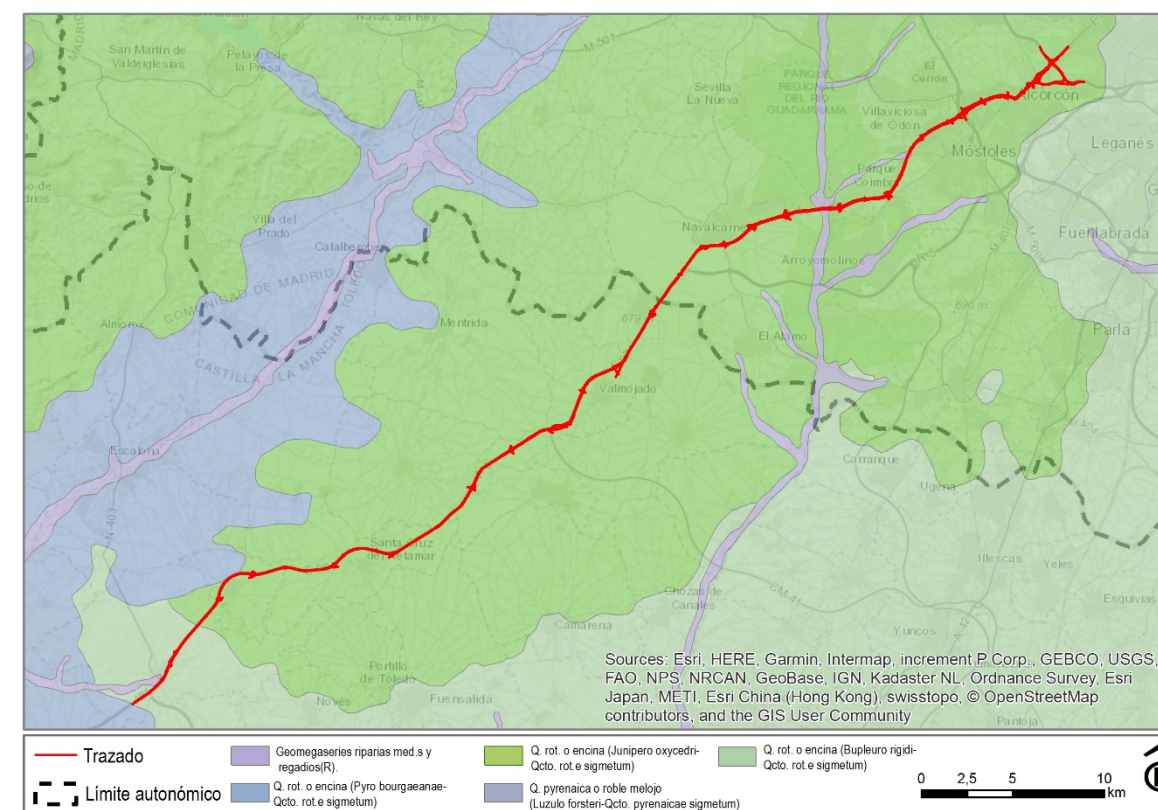 Navas del Rey
San Martín de
Valdeiglesias
Pelayos de
la Presa
MADRID
M-501
Sevilla
La Nueva
PARQUE
REGIONAL
DEL RÍO
GUADARRAMA
El
Cerrón
Villaviciosa
de Odón
Móstoles
Leganés
Parque
Coimbra
Fuenlabrada
Villa del
Prado
COMUNIDAD DE MADRID
TOLEDO
CASTILLA LA MANCHA
Almorox
Méntrida
679
Arroyomolinos
696 m
Parla
El Álamo
Valmojado
Escalona
N-403
Carranque
Ugena
Illescas
Yeles
Esquivias
Santa Cruz
Chozas de
Canales
CM-41
A-42
Yuncos
Camarena
Portillo
de Toledo
Noves
Fuensalida
Pantoja
Sources: Esri, HERE, Garmin, Intermap, increment P Corp., GEBCO, USGS,
FAO, NPS, NRCAN, GeoBase, IGN, Kadaster NL, Ordnance Survey, Esri
Japan, METI, Esri China (Hong Kong), swisstopo, © OpenStreetMap
contributors, and the GIS User Community
Trazado
Límite autonómico
Geomegaseries riparias med.s y
regadios(R).
Q. rot. o encina (Pyro bourgaeanae-
Qcto. rot.e sigmetum)
Q. rot. o encina (Junipero oxycedri-
Qcto. rot.e sigmetum)
Q. pyrenaica o roble melojo
(Luzulo forsteri-Qcto. pyrenaicae sigmetum)
Q. rot. o encina (Bupleuro rigidi-
Qcto. rot.e sigmetum)
0 2,5 5 10
km